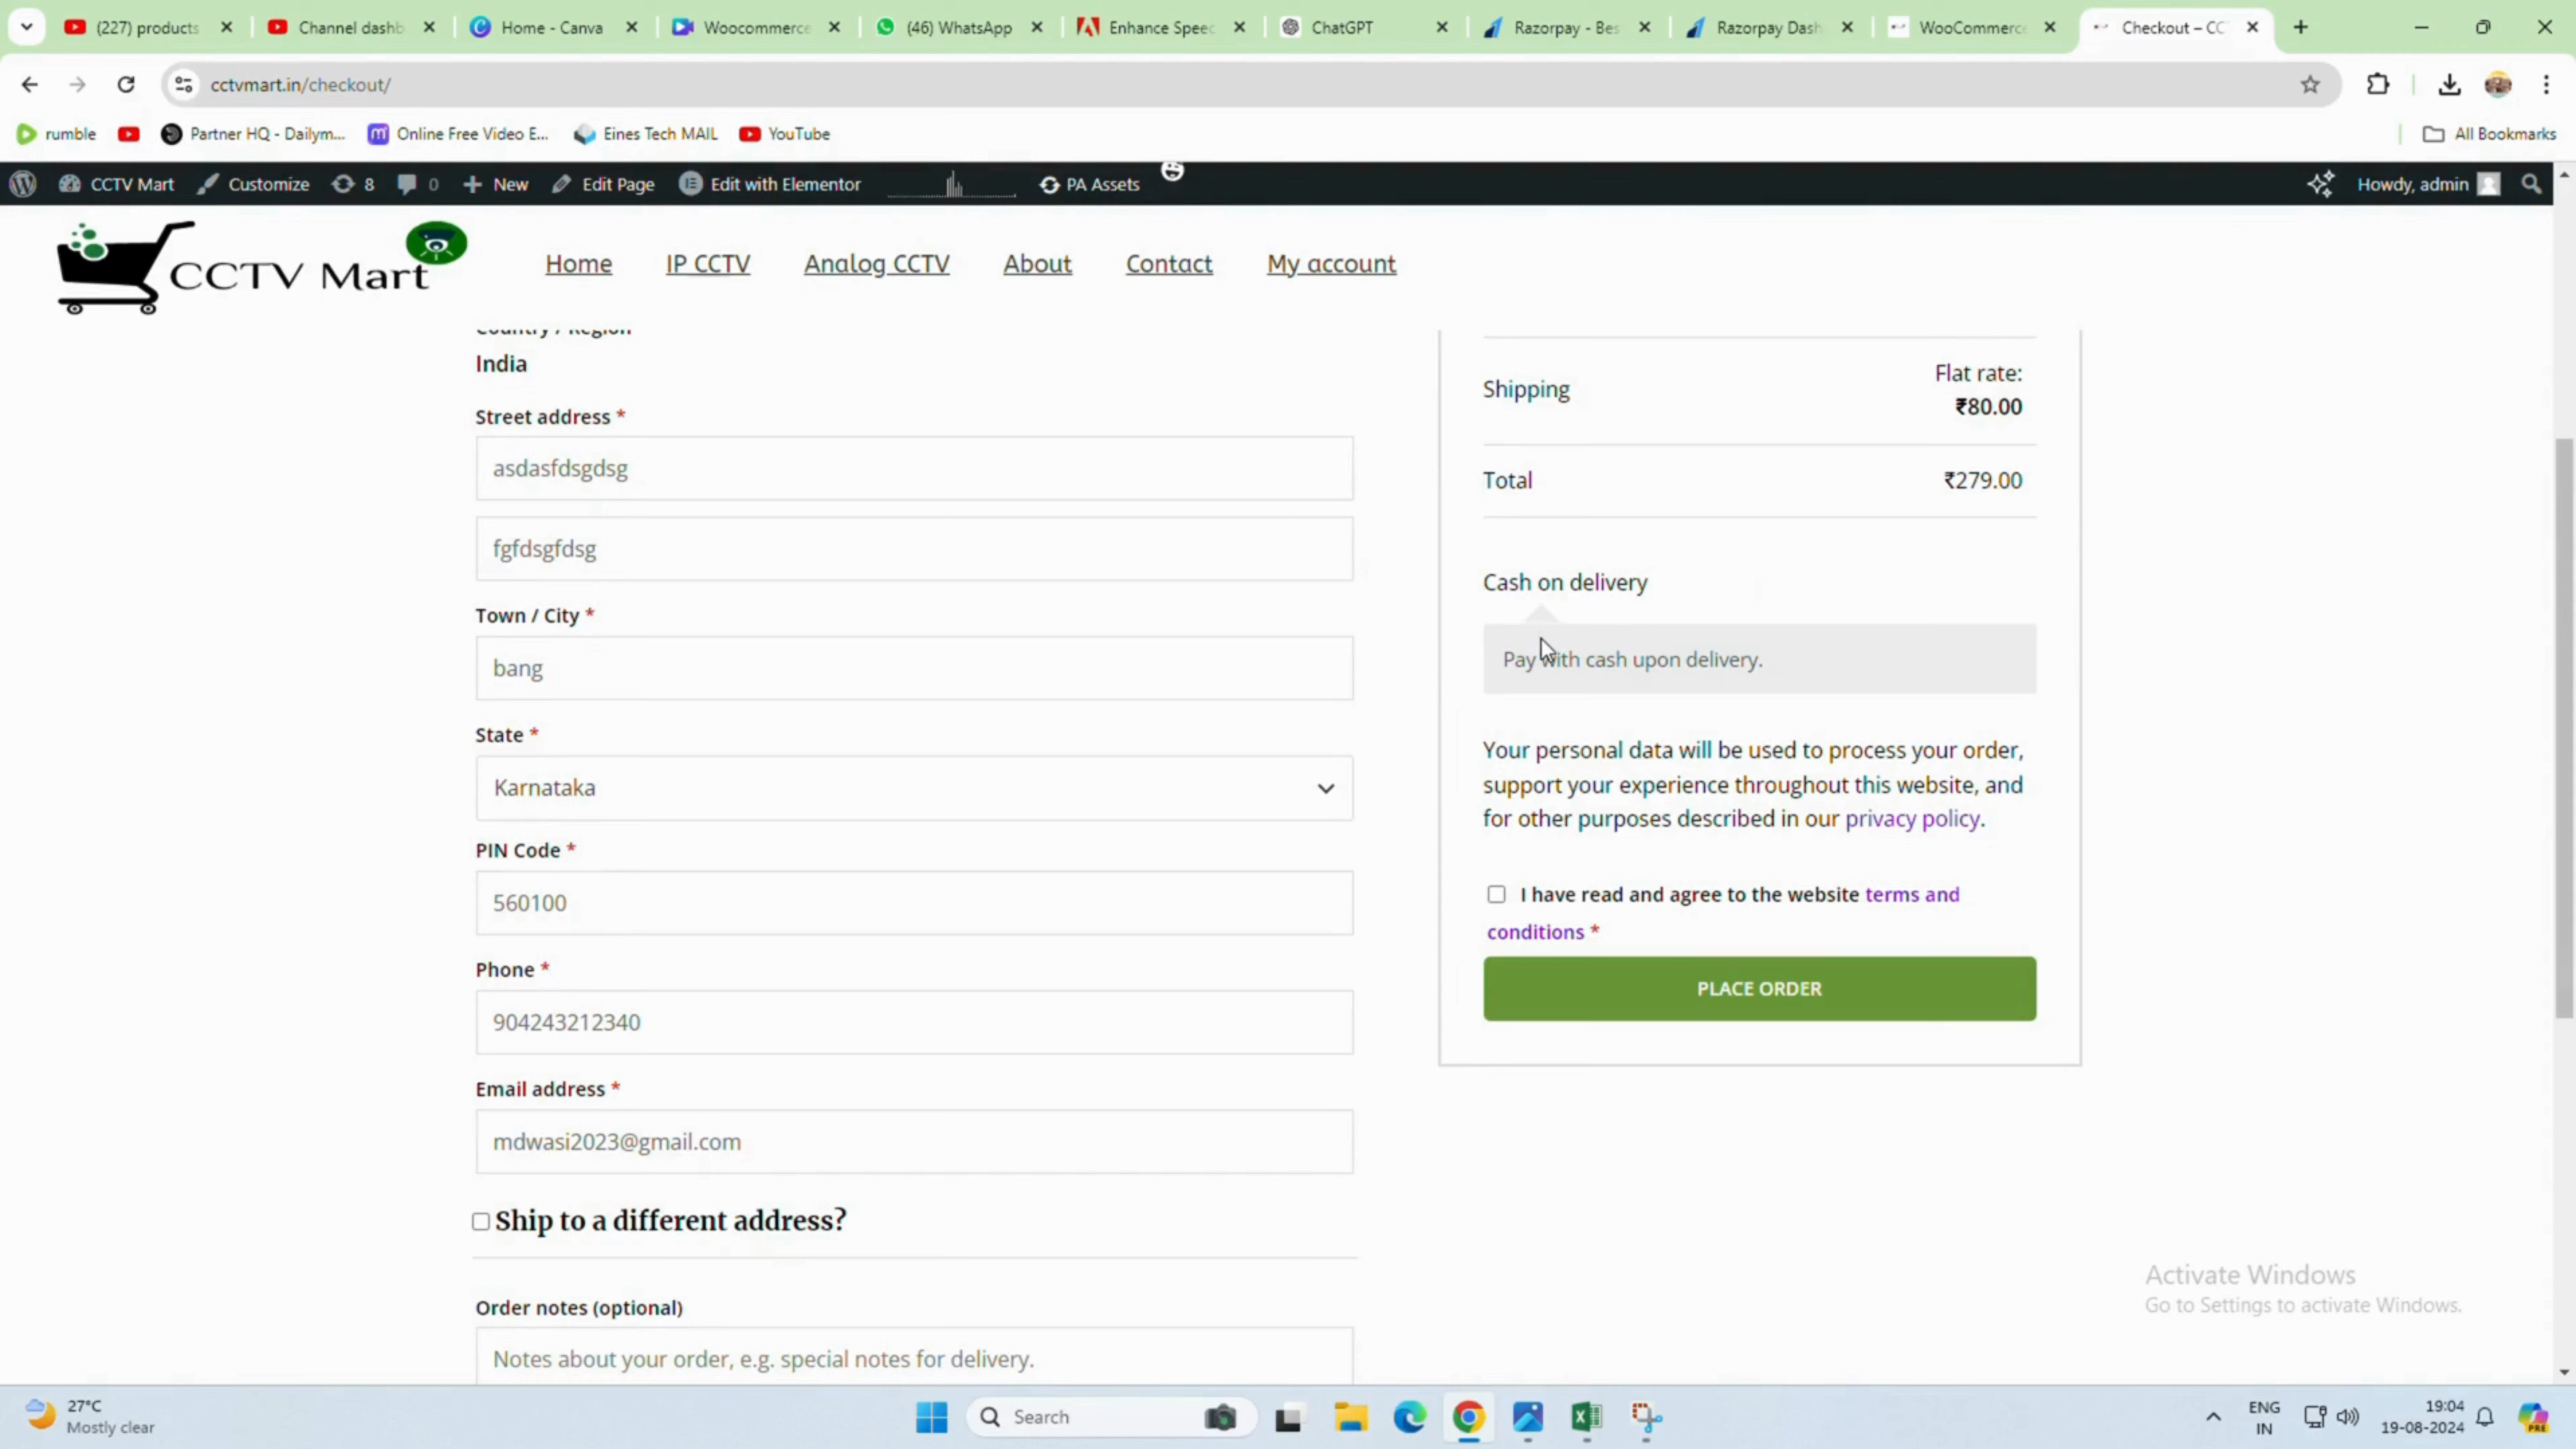 (227) products
Channel dashb
Home - Canva
Woocommerce
(46) WhatsApp
Enhance Speec
ChatGPT
Razorpay - Bes
Razorpay Dash
WooCommerce
Checkout – CC
cctvmart.in/checkout/
rumble
Partner HQ - Dailym...
Online Free Video E...
Eines Tech MAIL
YouTube
All Bookmarks
CCTV Mart
Customize
8
0
New
Edit Page
Edit with Elementor
PA Assets
Howdy, admin
CCTV Mart
Home
IP CCTV
Analog CCTV
About
Contact
My account
Country / Region
India
Street address *
asdasfdsgdsg
fgfdsgfdsg
Town / City *
bang
State *
Karnataka
PIN Code *
560100
Phone *
904243212340
Email address *
mdwasi2023@gmail.com
Ship to a different address?
Order notes (optional)
Notes about your order, e.g. special notes for delivery.
Shipping
Flat rate:
₹80.00
Total
₹279.00
Cash on delivery
Pay with cash upon delivery.
Your personal data will be used to process your order,
support your experience throughout this website, and
for other purposes described in our privacy policy.
I have read and agree to the website terms and
conditions *
PLACE ORDER
Activate Windows
Go to Settings to activate Windows.
27°C
Mostly clear
Search
ENG
IN
19:04
19-08-2024
PRE